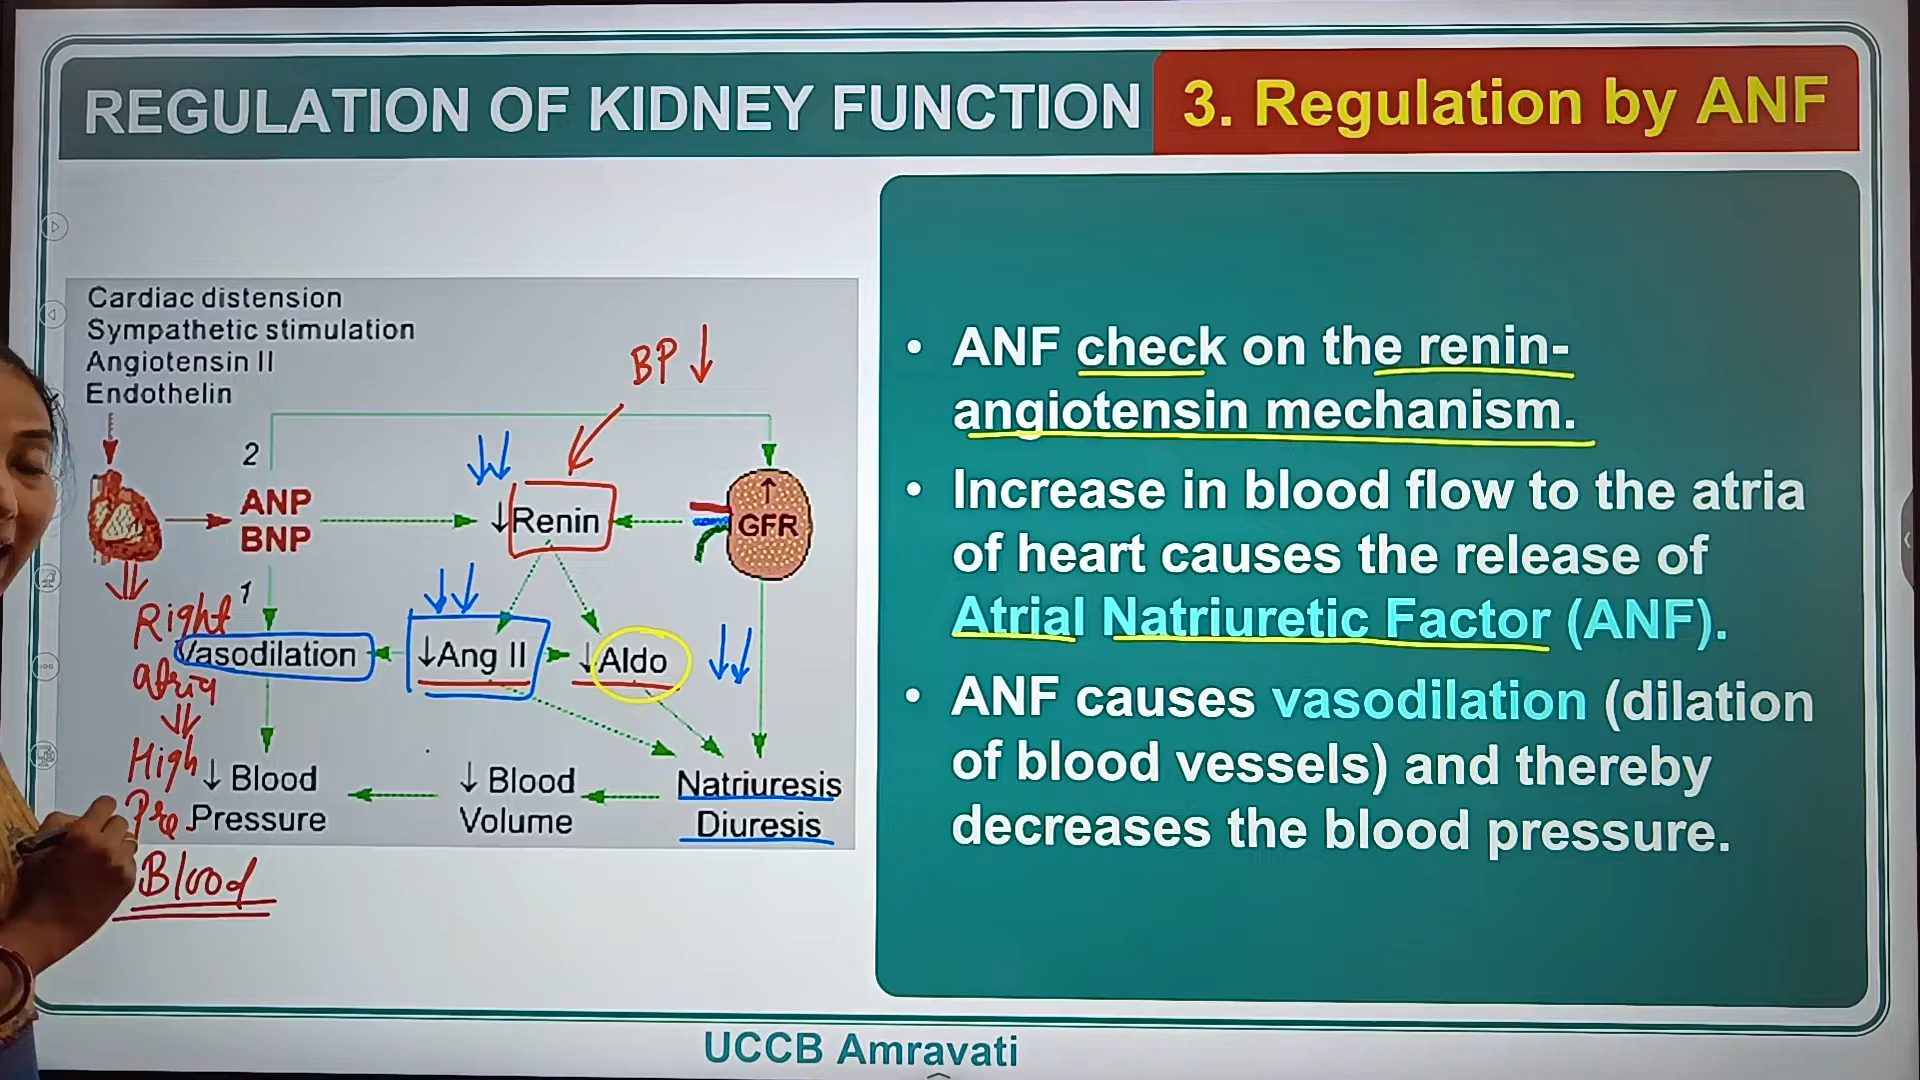 REGULATION OF KIDNEY FUNCTION
3. Regulation by ANF
Cardiac distension
Sympathetic stimulation
Angiotensin II
Endothelin
BP ↓
2
ANP
BNP
↓Renin
↑
GFR
1
Right
Vasodilation
↓Ang II
↓Aldo
atria
High
↓ Blood
Pressure
↓ Blood
Volume
Natriuresis
Diuresis
Pre.
Blood
• ANF check on the renin-
angiotensin mechanism.
• Increase in blood flow to the atria
of heart causes the release of
Atrial Natriuretic Factor (ANF).
• ANF causes vasodilation (dilation
of blood vessels) and thereby
decreases the blood pressure.
UCCB Amravati